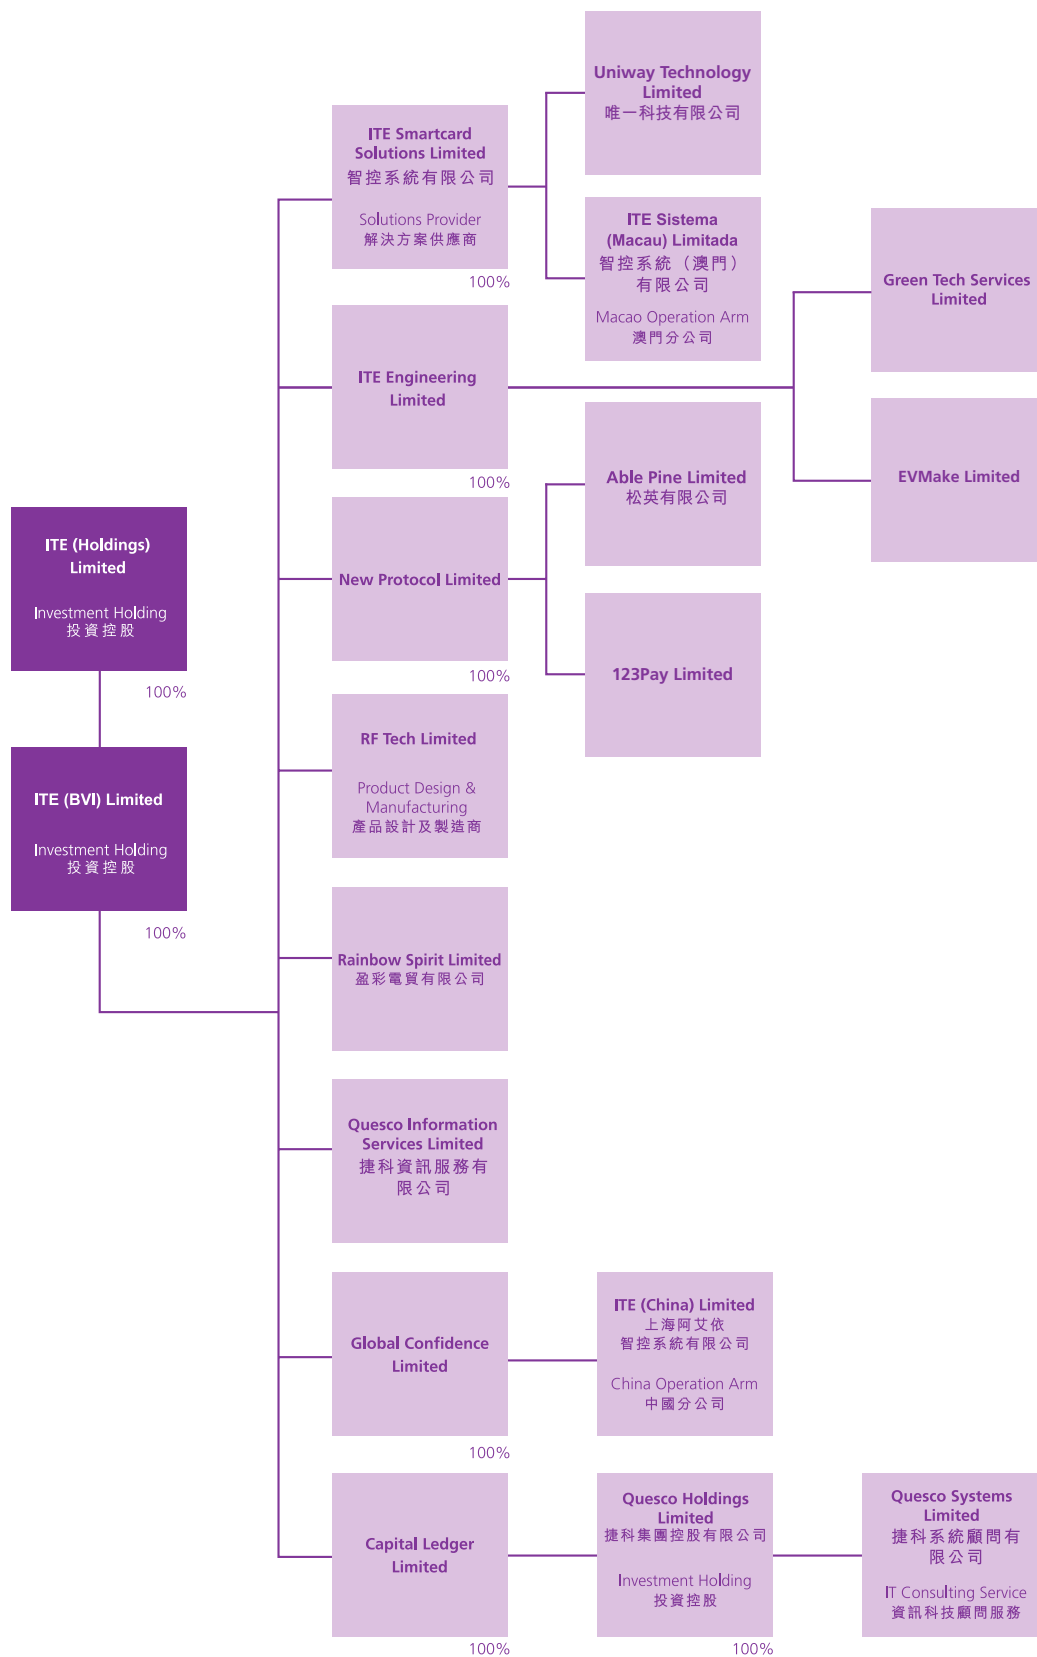 ITE (Holdings)
Limited
Investment Holding
投資控股
100%
ITE (BVI) Limited
Investment Holding
投資控股
100%
ITE Smartcard
Solutions Limited
智控系統有限公司
Solutions Provider
解決方案供應商
100%
Uniway Technology
Limited
唯一科技有限公司
ITE Sistema
(Macau) Limitada
智控系統（澳門）
有限公司
Macao Operation Arm
澳門分公司
ITE Engineering
Limited
100%
Green Tech Services
Limited
EVMake Limited
New Protocol Limited
100%
Able Pine Limited
松英有限公司
123Pay Limited
RF Tech Limited
Product Design &
Manufacturing
產品設計及製造商
Rainbow Spirit Limited
盈彩電貿有限公司
Quesco Information
Services Limited
捷科資訊服務有
限公司
Global Confidence
Limited
100%
ITE (China) Limited
上海阿艾依
智控系統有限公司
China Operation Arm
中國分公司
Capital Ledger
Limited
100%
Quesco Holdings
Limited
捷科集團控股有限公司
Investment Holding
投資控股
100%
Quesco Systems
Limited
捷科系統顧問有
限公司
IT Consulting Service
資訊科技顧問服務